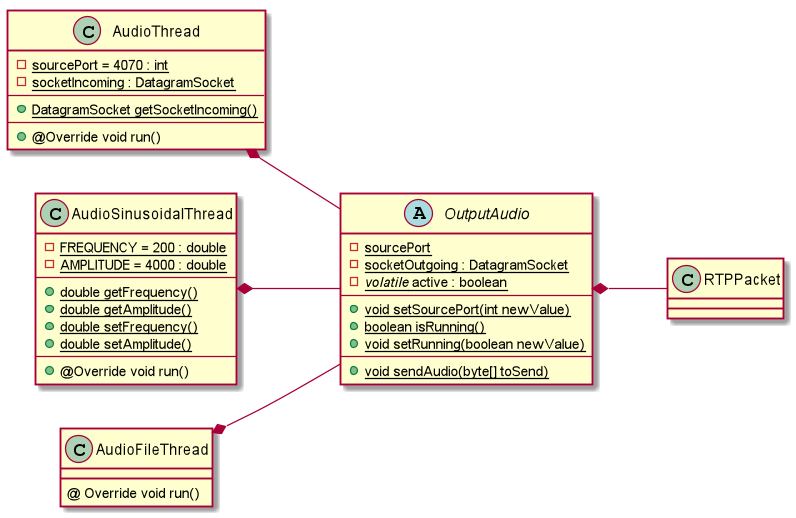 C AudioThread
sourcePort = 4070 : int
socketIncoming : DatagramSocket
DatagramSocket getSocketIncoming()
@Override void run()
C AudioSinusoidalThread
FREQUENCY = 200 : double
AMPLITUDE = 4000 : double
double getFrequency()
double getAmplitude()
double setFrequency()
double setAmplitude()
@Override void run()
C AudioFileThread
@ Override void run()
A OutputAudio
sourcePort
socketOutgoing : DatagramSocket
volatile active : boolean
void setSourcePort(int newValue)
boolean isRunning()
void setRunning(boolean newValue)
void sendAudio(byte[] toSend)
C RTPPacket